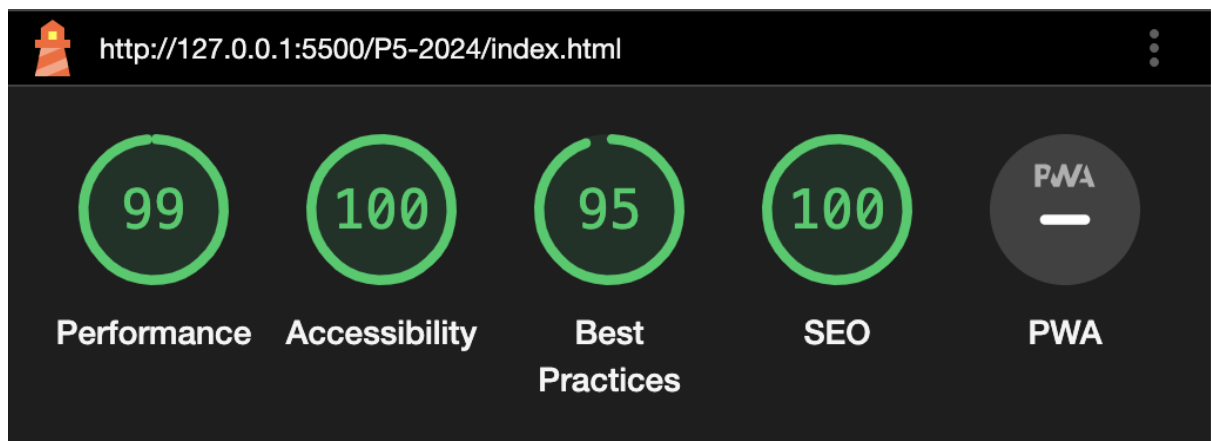 http://127.0.0.1:5500/P5-2024/index.html
99
100
95
100
PWA
Performance
Accessibility
Best
Practices
SEO
PWA